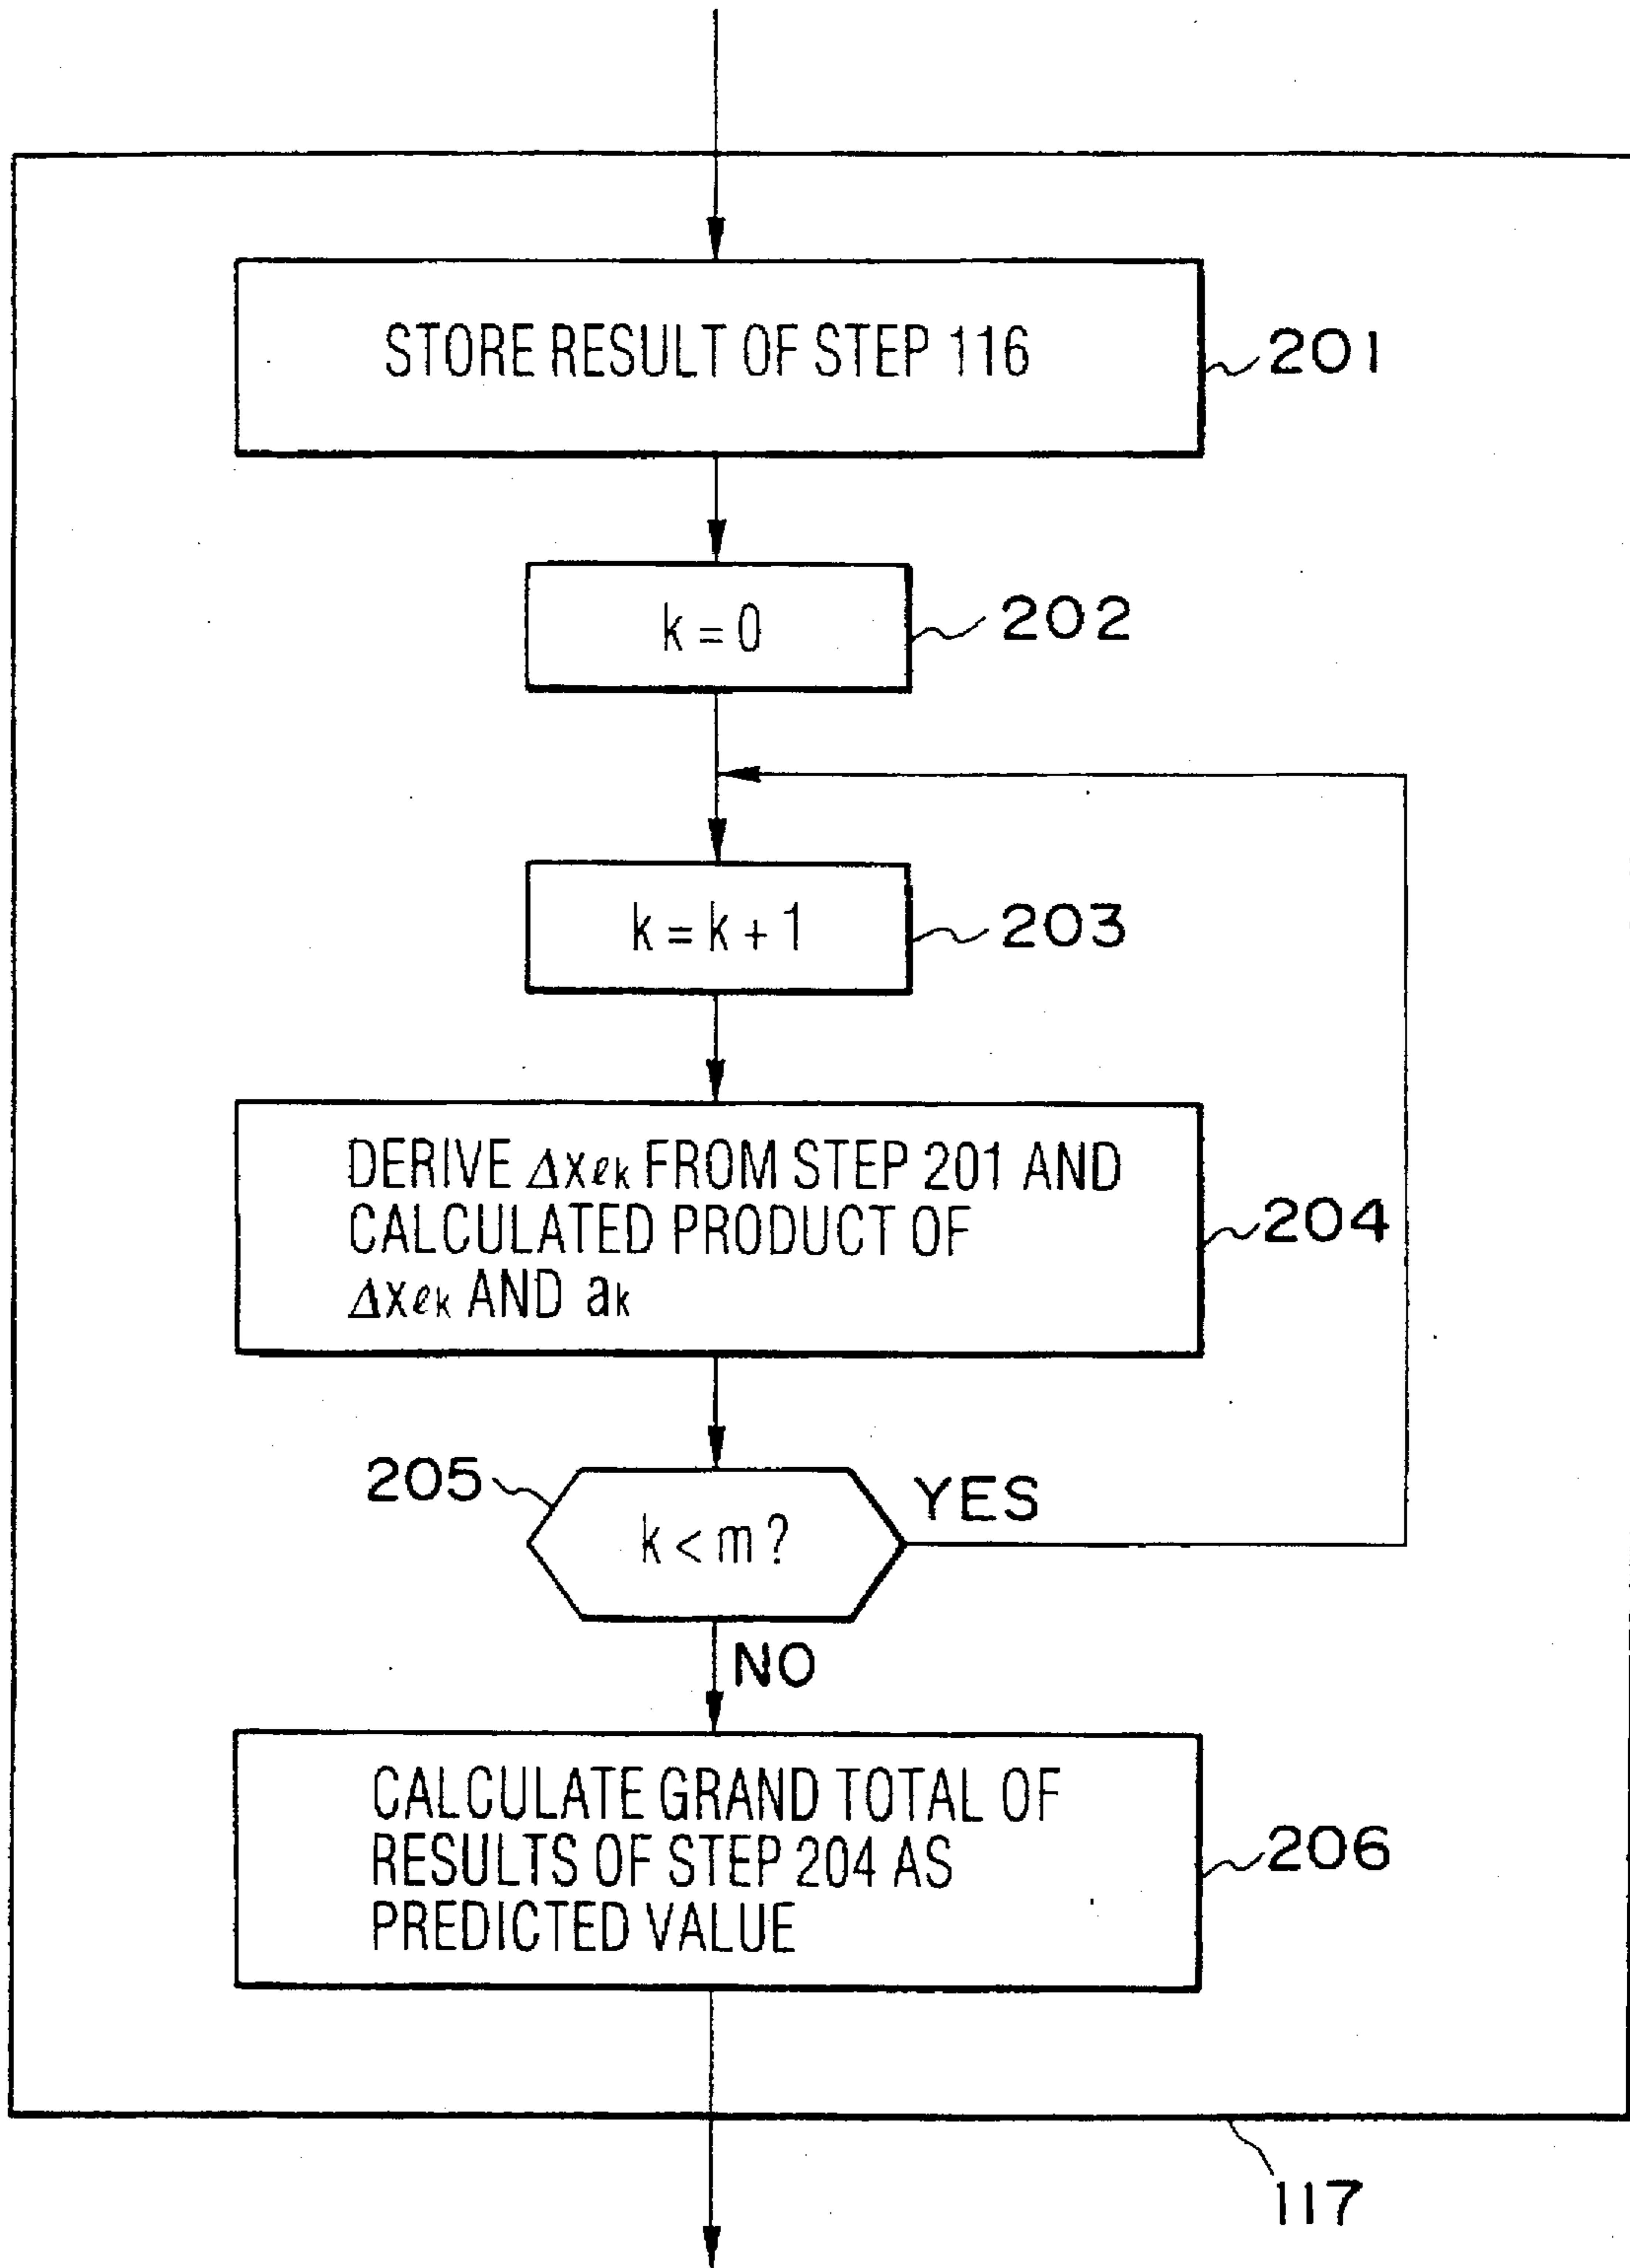 STORE RESULT OF STEP 116
201
k = 0
202
k = k + 1
203
DERIVE Δxℓk FROM STEP 201 AND
CALCULATED PRODUCT OF
Δxℓk AND ak
204
205
k < m ?
YES
NO
CALCULATE GRAND TOTAL OF
RESULTS OF STEP 204 AS
PREDICTED VALUE
206
117